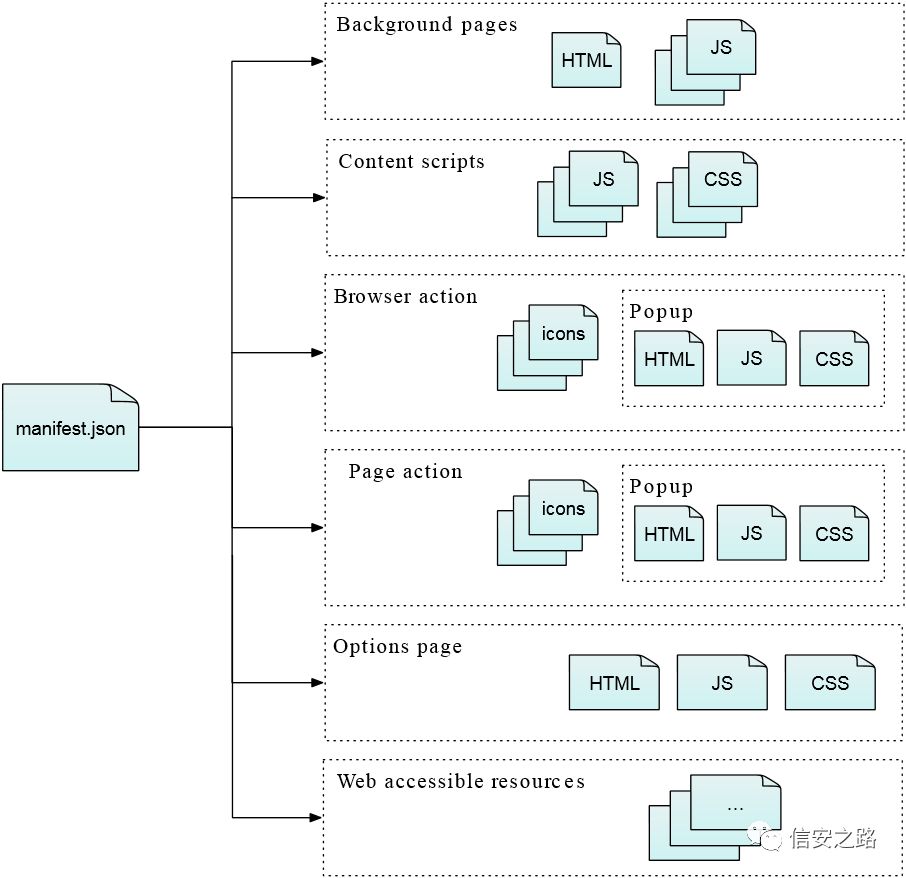 Background pages
HTML
JS
Content scripts
JS
CSS
Browser action
icons
Popup
HTML
JS
CSS
manifest.json
Page action
icons
Popup
HTML
JS
CSS
Options page
HTML
JS
CSS
Web accessible resources
...
信安之路